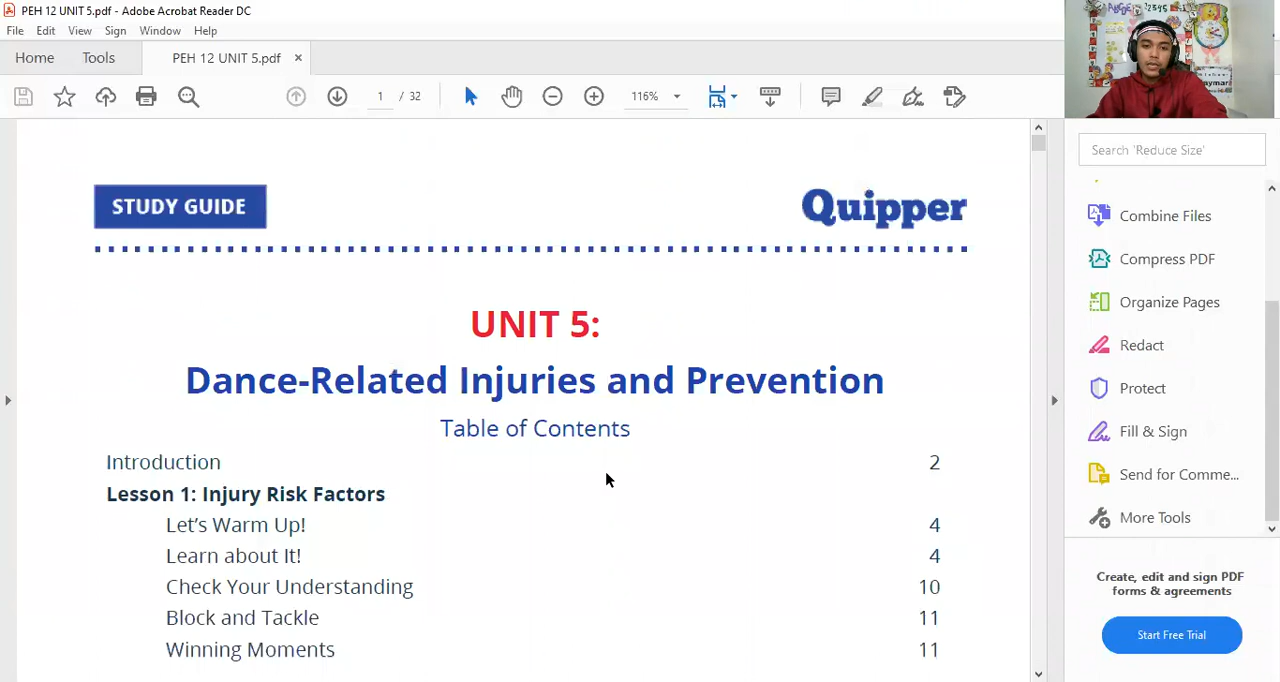 PEH 12 UNIT 5.pdf - Adobe Acrobat Reader DC
File Edit View Sign Window Help
Home Tools PEH 12 UNIT 5.pdf ×
1 / 32 116%
Search 'Reduce Size'
STUDY GUIDE Quipper
Combine Files
Compress PDF
Organize Pages
Redact
Protect
Fill & Sign
Send for Comme...
More Tools
Create, edit and sign PDF
forms & agreements
Start Free Trial
UNIT 5:
Dance-Related Injuries and Prevention
Table of Contents
Introduction 2
Lesson 1: Injury Risk Factors
Let's Warm Up! 4
Learn about It! 4
Check Your Understanding 10
Block and Tackle 11
Winning Moments 11